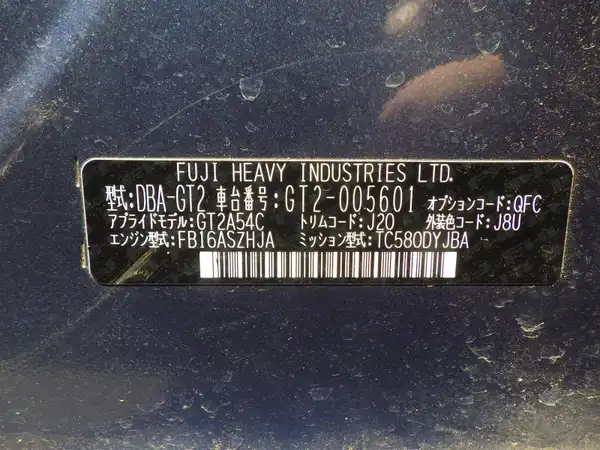 FUJI HEAVY INDUSTRIES LTD.
型式:DBA-GT2 車台番号:GT2-005601 オプションコード:QFC
アプライドモデル:GT2A54C トリムコード:J20 外装色コード:J8U
エンジン型式:FB16ASZHJA ミッション型式:TC580DYJBA